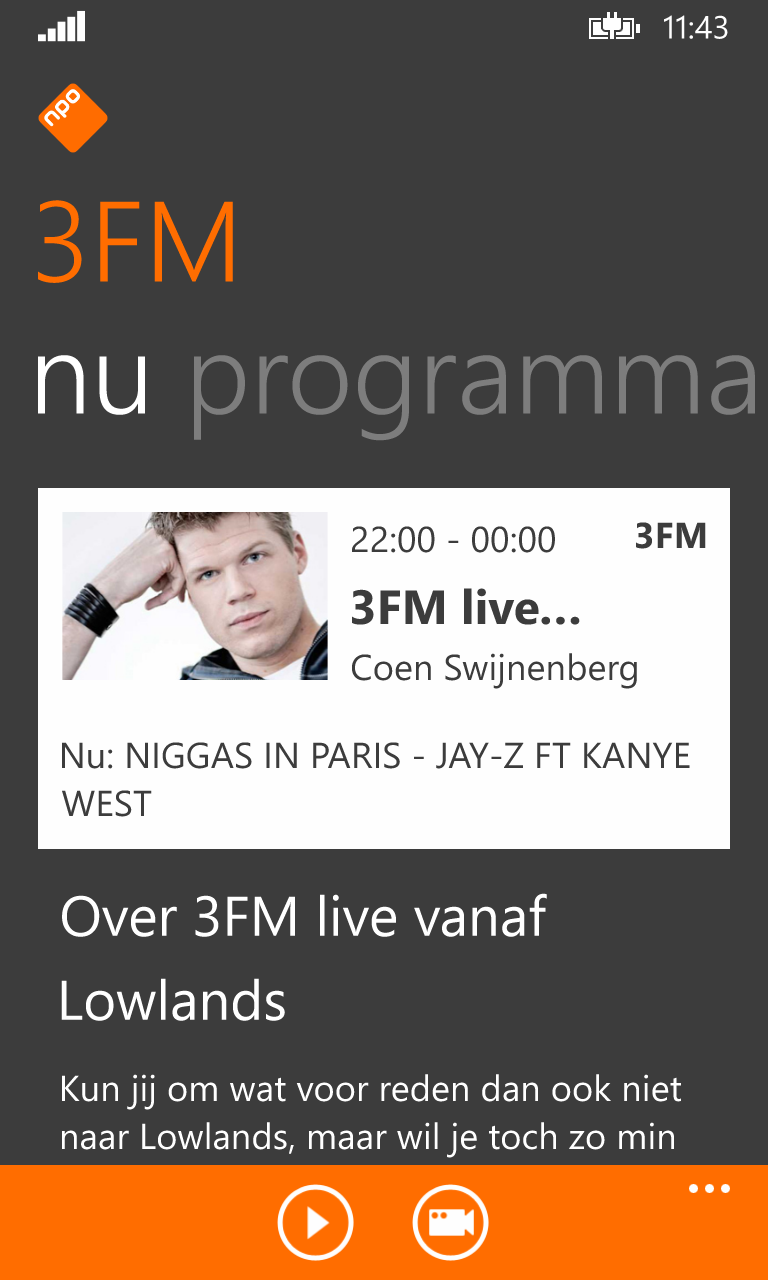 11:43
npo
3FM
nu programma
22:00 - 00:00 3FM
3FM live...
Coen Swijnenberg
Nu: NIGGAS IN PARIS - JAY-Z FT KANYE
WEST
Over 3FM live vanaf
Lowlands
Kun jij om wat voor reden dan ook niet
naar Lowlands, maar wil je toch zo min